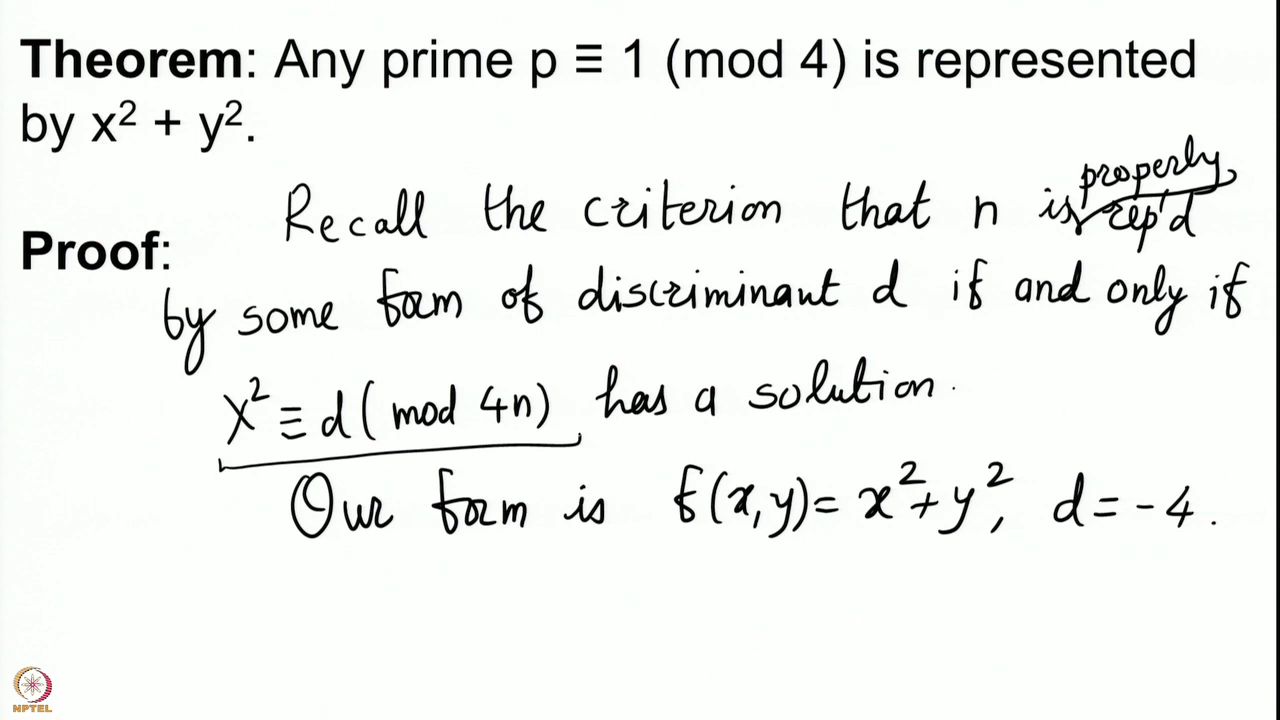 Theorem: Any prime p ≡ 1 (mod 4) is represented
by x² + y².
Recall the criterion that n is properly rep'd
Proof:
by some form of discriminant d if and only if
X² ≡ d (mod 4n) has a solution.
Our form is f(x,y) = x² + y², d = -4.
NPTEL